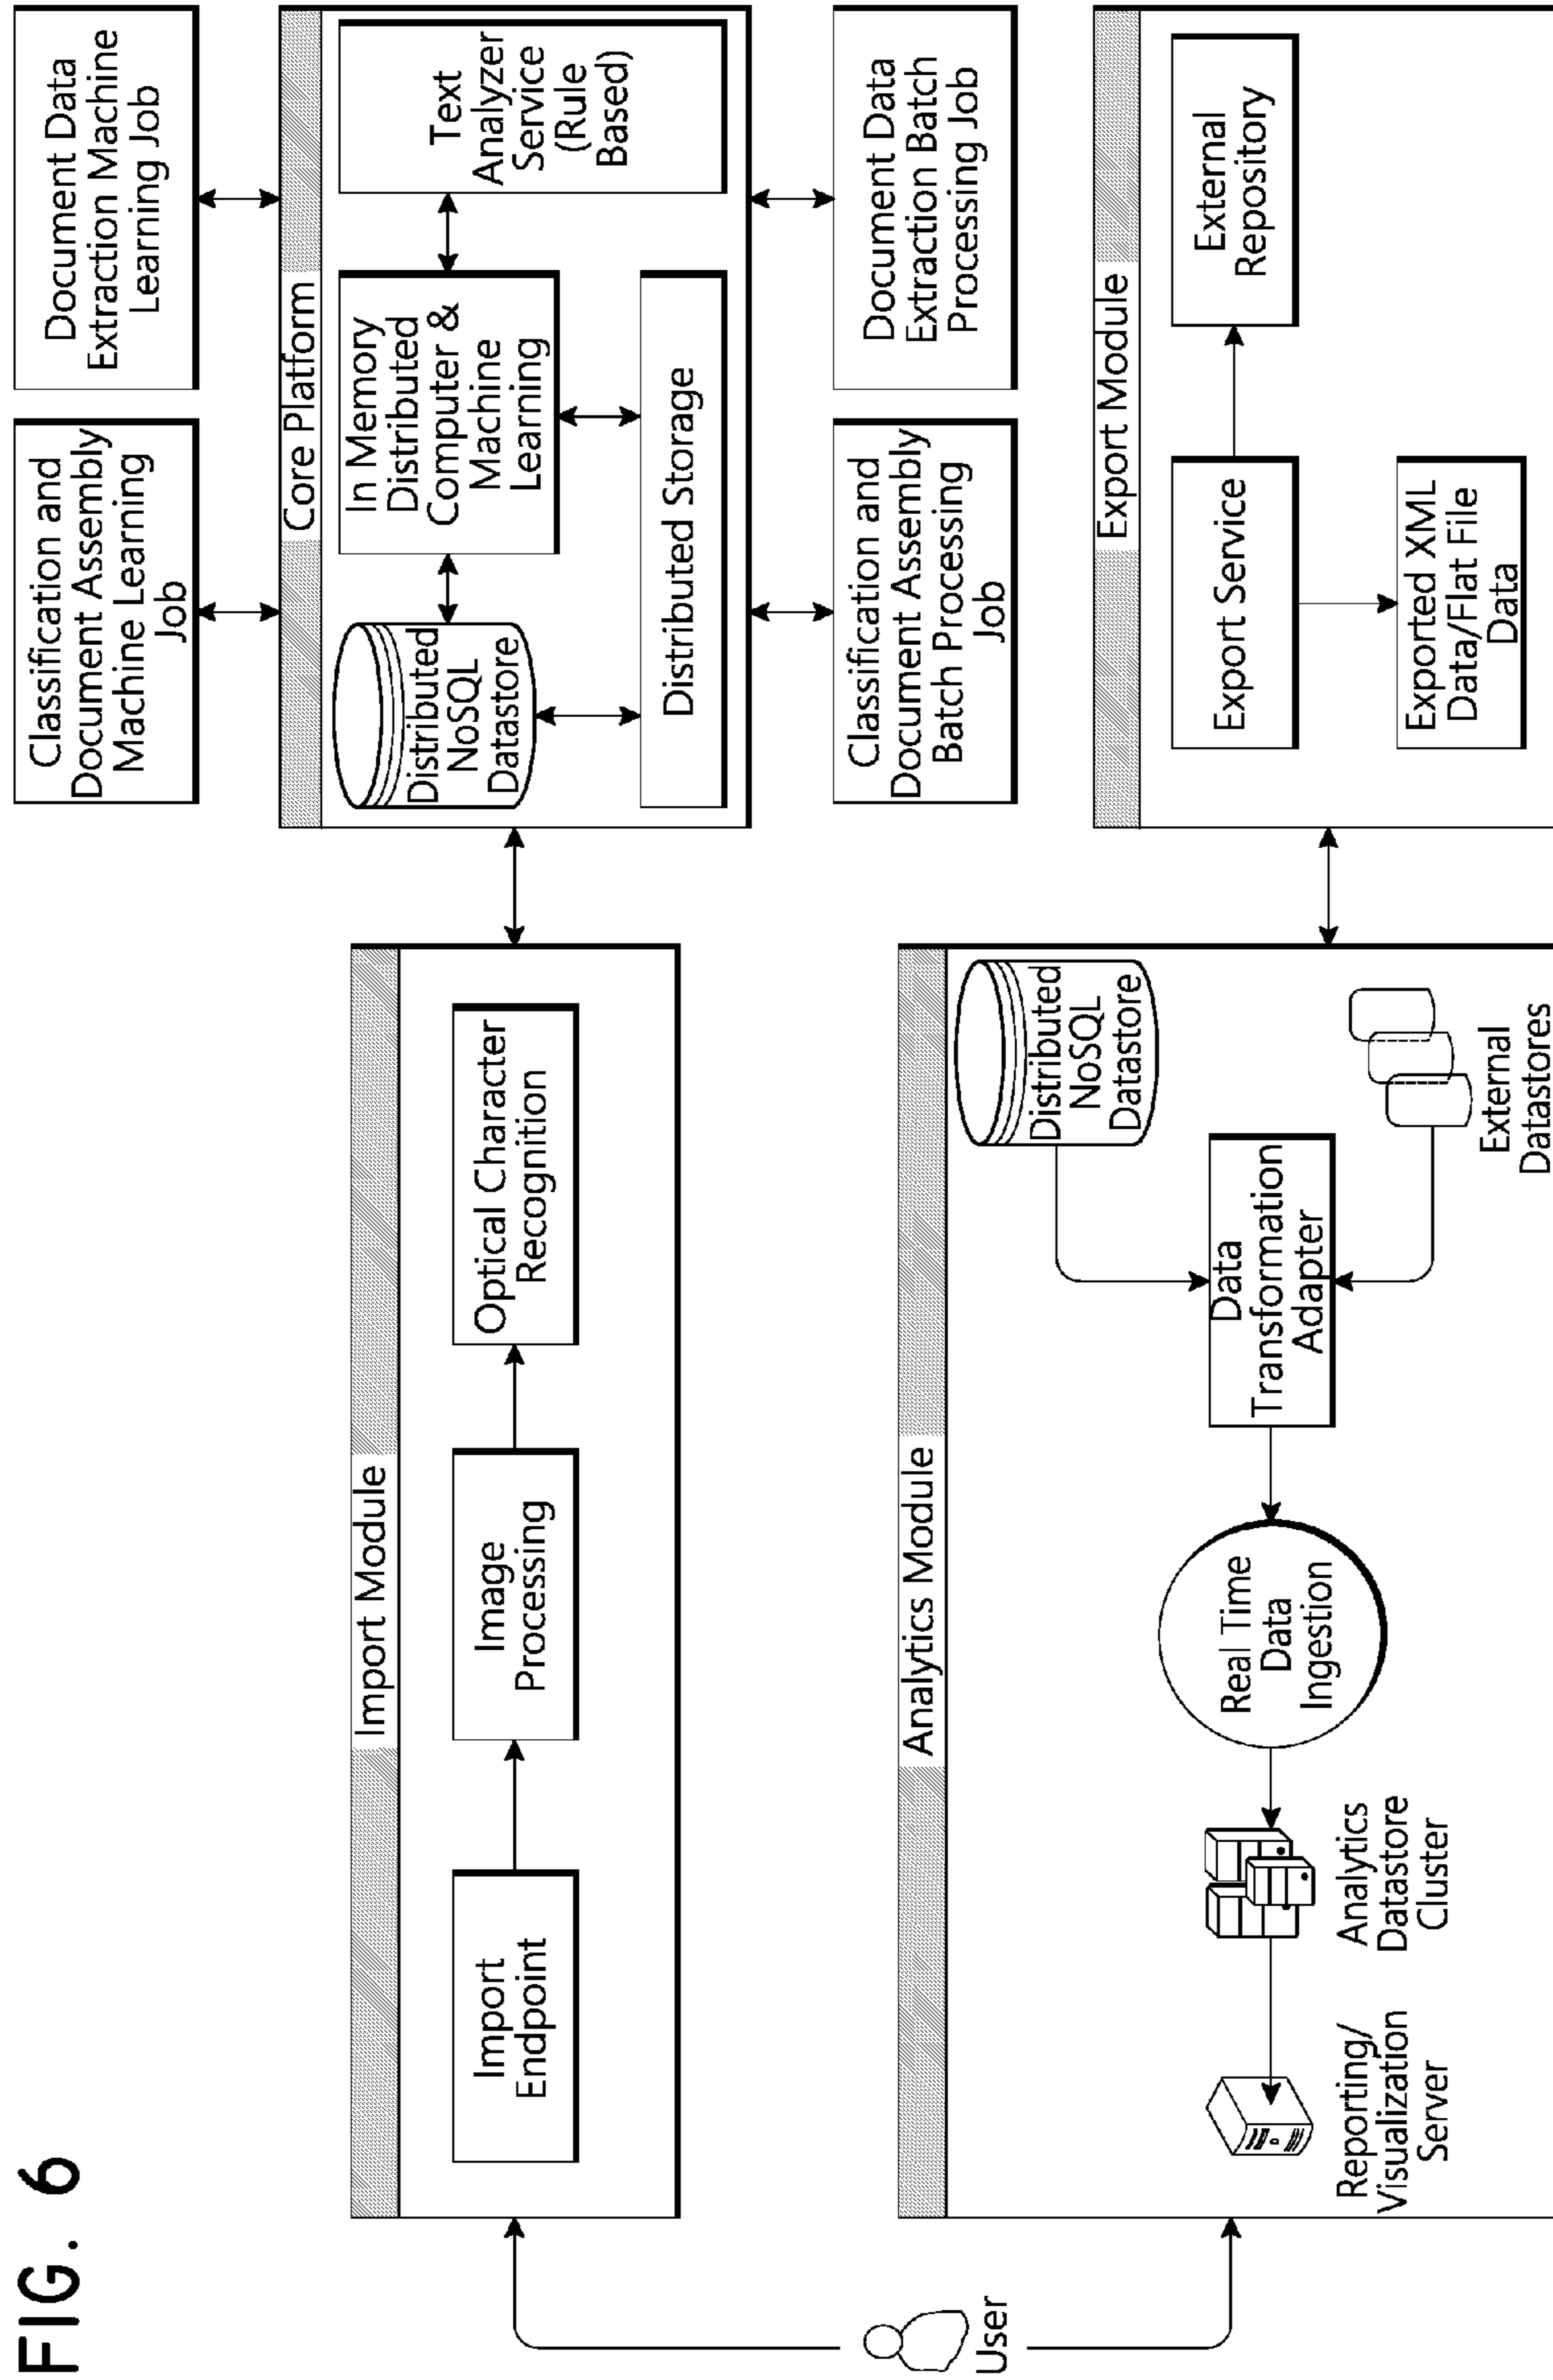 FIG. 6
User
Import Module
Import
Endpoint
Image
Processing
Optical Character
Recognition
Classification and
Document Assembly
Machine Learning
Job
Document Data
Extraction Machine
Learning Job
Core Platform
Distributed
NoSQL
Datastore
In Memory
Distributed
Computer &
Machine
Learning
Text
Analyzer
Service
(Rule
Based)
Distributed Storage
Classification and
Document Assembly
Batch Processing
Job
Document Data
Extraction Batch
Processing Job
Analytics Module
Reporting/
Visualization
Server
Analytics
Datastore
Cluster
Real Time
Data
Ingestion
Data
Transformation
Adapter
Distributed
NoSQL
Datastore
External
Datastores
Export Module
Export Service
External
Repository
Exported XML
Data/Flat File
Data